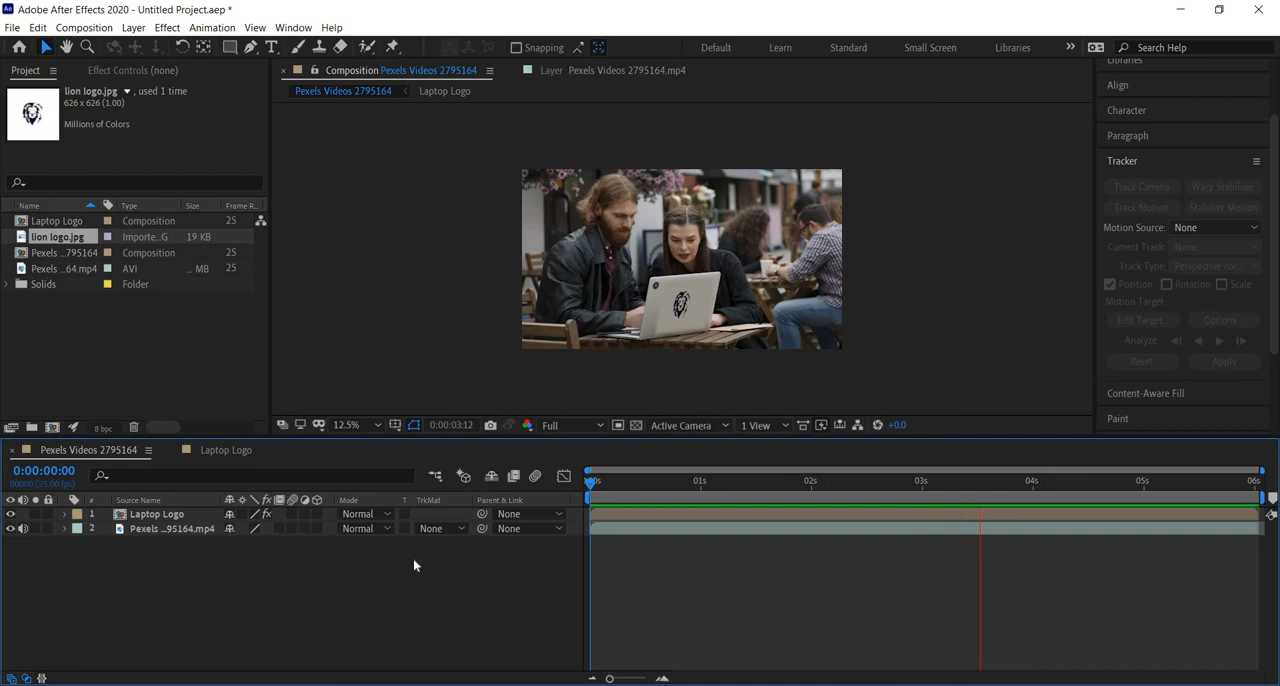 Adobe After Effects 2020 - Untitled Project.aep *
File Edit Composition Layer Effect Animation View Window Help
Snapping
Default Learn Standard Small Screen Libraries
Search Help
Project
Effect Controls (none)
lion logo.jpg , used 1 time
626 x 626 (1.00)
Millions of Colors
Name Type Size Frame R...
Laptop Logo Composition 25
lion logo.jpg Importe...G 19 KB
Pexels ...795164 Composition 25
Pexels ...64.mp4 AVI ... MB 25
Solids Folder
8 bpc
Composition Pexels Videos 2795164
Layer Pexels Videos 2795164.mp4
Pexels Videos 2795164 Laptop Logo
12.5% 0:00:03:12 Full Active Camera 1 View +0.0
Libraries
Align
Character
Paragraph
Tracker
Track Camera Warp Stabilizer
Track Motion Stabilize Motion
Motion Source: None
Current Track: None
Track Type: Perspective cor...
Position Rotation Scale
Motion Target:
Edit Target... Options...
Analyze
Reset Apply
Content-Aware Fill
Paint
Pexels Videos 2795164 Laptop Logo
0:00:00:00
00000 (25.00 fps)
01s 02s 03s 04s 05s 06s
# Source Name fx Mode T TrkMat Parent & Link
1 Laptop Logo fx Normal None
2 Pexels ...95164.mp4 Normal None None